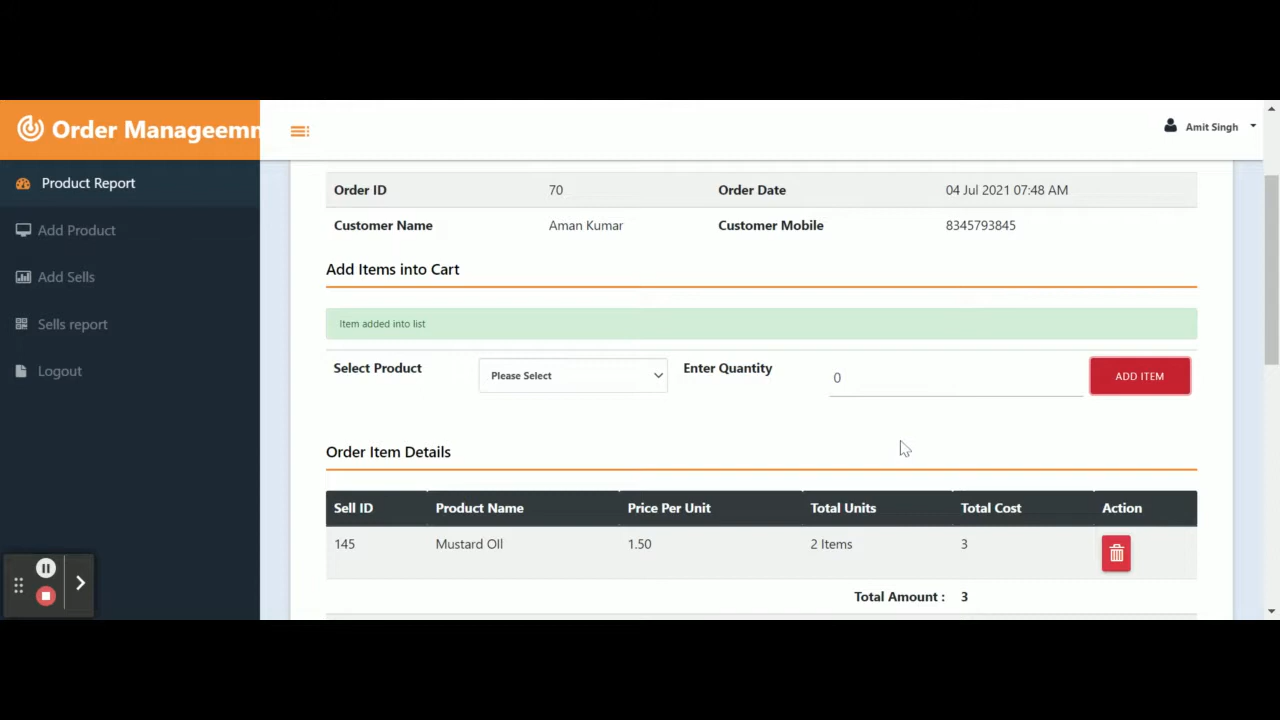 Order Manageemn
Amit Singh
Product Report
Add Product
Add Sells
Sells report
Logout
Order ID 70 Order Date 04 Jul 2021 07:48 AM
Customer Name Aman Kumar Customer Mobile 8345793845
Add Items into Cart
Item added into list
Select Product Please Select Enter Quantity 0 ADD ITEM
Order Item Details
Sell ID Product Name Price Per Unit Total Units Total Cost Action
145 Mustard OIl 1.50 2 Items 3
Total Amount : 3